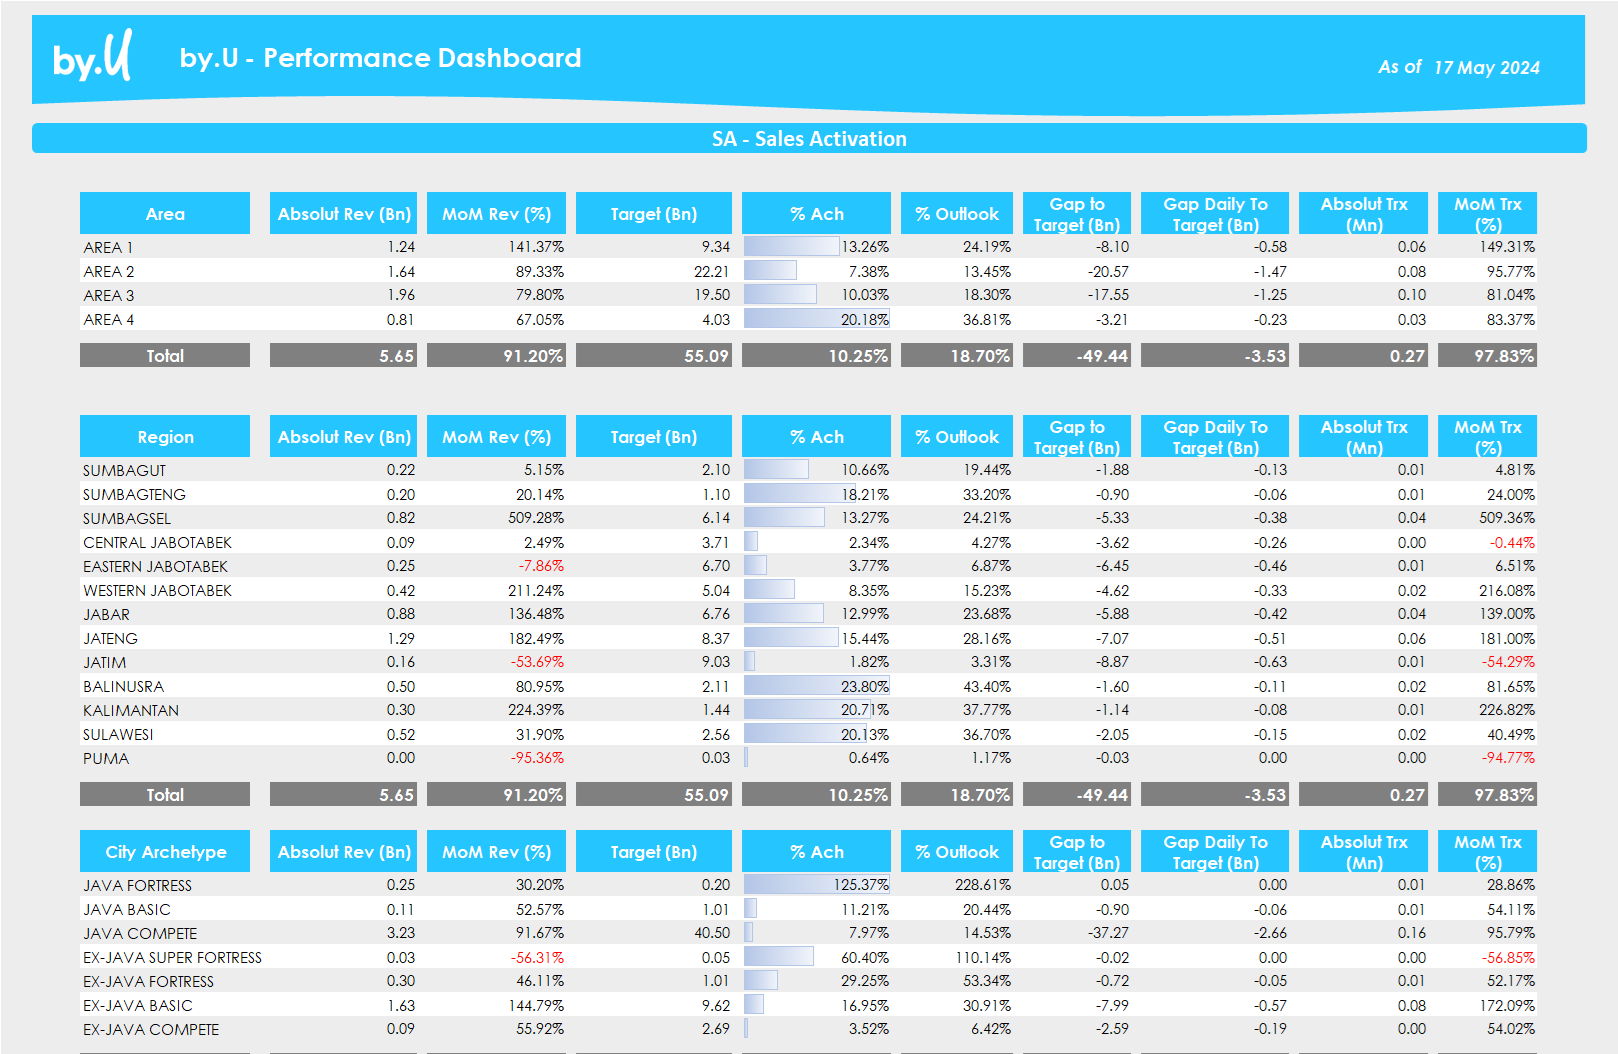 by.U
by.U - Performance Dashboard
As of 17 May 2024
SA - Sales Activation
Area Absolut Rev (Bn) MoM Rev (%) Target (Bn) % Ach % Outlook Gap to Target (Bn) Gap Daily To Target (Bn) Absolut Trx (Mn) MoM Trx (%)
AREA 1 1.24 141.37% 9.34 13.26% 24.19% -8.10 -0.58 0.06 149.31%
AREA 2 1.64 89.33% 22.21 7.38% 13.45% -20.57 -1.47 0.08 95.77%
AREA 3 1.96 79.80% 19.50 10.03% 18.30% -17.55 -1.25 0.10 81.04%
AREA 4 0.81 67.05% 4.03 20.18% 36.81% -3.21 -0.23 0.03 83.37%
Total 5.65 91.20% 55.09 10.25% 18.70% -49.44 -3.53 0.27 97.83%
Region Absolut Rev (Bn) MoM Rev (%) Target (Bn) % Ach % Outlook Gap to Target (Bn) Gap Daily To Target (Bn) Absolut Trx (Mn) MoM Trx (%)
SUMBAGUT 0.22 5.15% 2.10 10.66% 19.44% -1.88 -0.13 0.01 4.81%
SUMBAGTENG 0.20 20.14% 1.10 18.21% 33.20% -0.90 -0.06 0.01 24.00%
SUMBAGSEL 0.82 509.28% 6.14 13.27% 24.21% -5.33 -0.38 0.04 509.36%
CENTRAL JABOTABEK 0.09 2.49% 3.71 2.34% 4.27% -3.62 -0.26 0.00 -0.44%
EASTERN JABOTABEK 0.25 -7.86% 6.70 3.77% 6.87% -6.45 -0.46 0.01 6.51%
WESTERN JABOTABEK 0.42 211.24% 5.04 8.35% 15.23% -4.62 -0.33 0.02 216.08%
JABAR 0.88 136.48% 6.76 12.99% 23.68% -5.88 -0.42 0.04 139.00%
JATENG 1.29 182.49% 8.37 15.44% 28.16% -7.07 -0.51 0.06 181.00%
JATIM 0.16 -53.69% 9.03 1.82% 3.31% -8.87 -0.63 0.01 -54.29%
BALINUSRA 0.50 80.95% 2.11 23.80% 43.40% -1.60 -0.11 0.02 81.65%
KALIMANTAN 0.30 224.39% 1.44 20.71% 37.77% -1.14 -0.08 0.01 226.82%
SULAWESI 0.52 31.90% 2.56 20.13% 36.70% -2.05 -0.15 0.02 40.49%
PUMA 0.00 -95.36% 0.03 0.64% 1.17% -0.03 0.00 0.00 -94.77%
Total 5.65 91.20% 55.09 10.25% 18.70% -49.44 -3.53 0.27 97.83%
City Archetype Absolut Rev (Bn) MoM Rev (%) Target (Bn) % Ach % Outlook Gap to Target (Bn) Gap Daily To Target (Bn) Absolut Trx (Mn) MoM Trx (%)
JAVA FORTRESS 0.25 30.20% 0.20 125.37% 228.61% 0.05 0.00 0.01 28.86%
JAVA BASIC 0.11 52.57% 1.01 11.21% 20.44% -0.90 -0.06 0.01 54.11%
JAVA COMPETE 3.23 91.67% 40.50 7.97% 14.53% -37.27 -2.66 0.16 95.79%
EX-JAVA SUPER FORTRESS 0.03 -56.31% 0.05 60.40% 110.14% -0.02 0.00 0.00 -56.85%
EX-JAVA FORTRESS 0.30 46.11% 1.01 29.25% 53.34% -0.72 -0.05 0.01 52.17%
EX-JAVA BASIC 1.63 144.79% 9.62 16.95% 30.91% -7.99 -0.57 0.08 172.09%
EX-JAVA COMPETE 0.09 55.92% 2.69 3.52% 6.42% -2.59 -0.19 0.00 54.02%